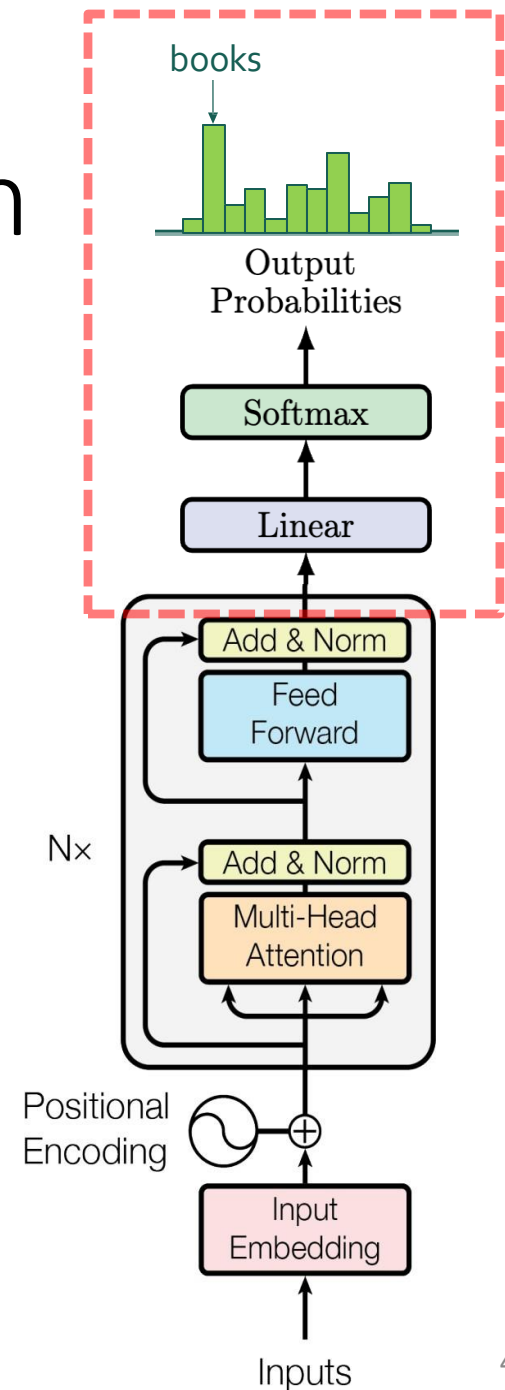 books
n
Output
Probabilities
Softmax
Linear
Add & Norm
Feed
Forward
N×
Add & Norm
Multi-Head
Attention
Positional
Encoding
+
Input
Embedding
Inputs
4